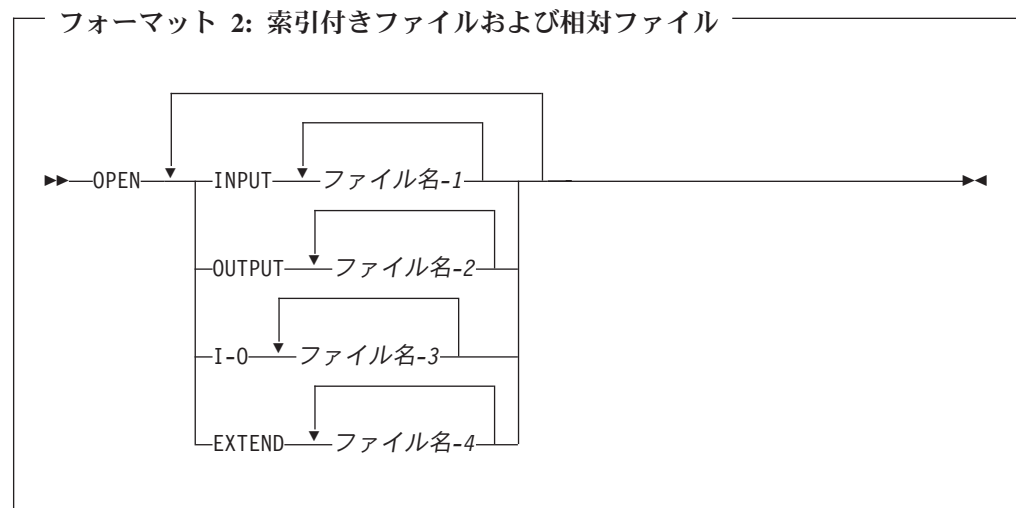 フォーマット 2: 索引付きファイルおよび相対ファイル
OPEN INPUT ファイル名-1
OUTPUT ファイル名-2
I-O ファイル名-3
EXTEND ファイル名-4